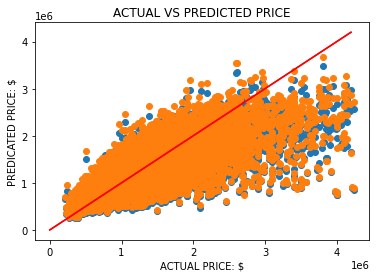 ACTUAL VS PREDICTED PRICE
1e6
4
3
2
1
0
PREDICATED PRICE: $
0 1 2 3 4
ACTUAL PRICE: $
1e6